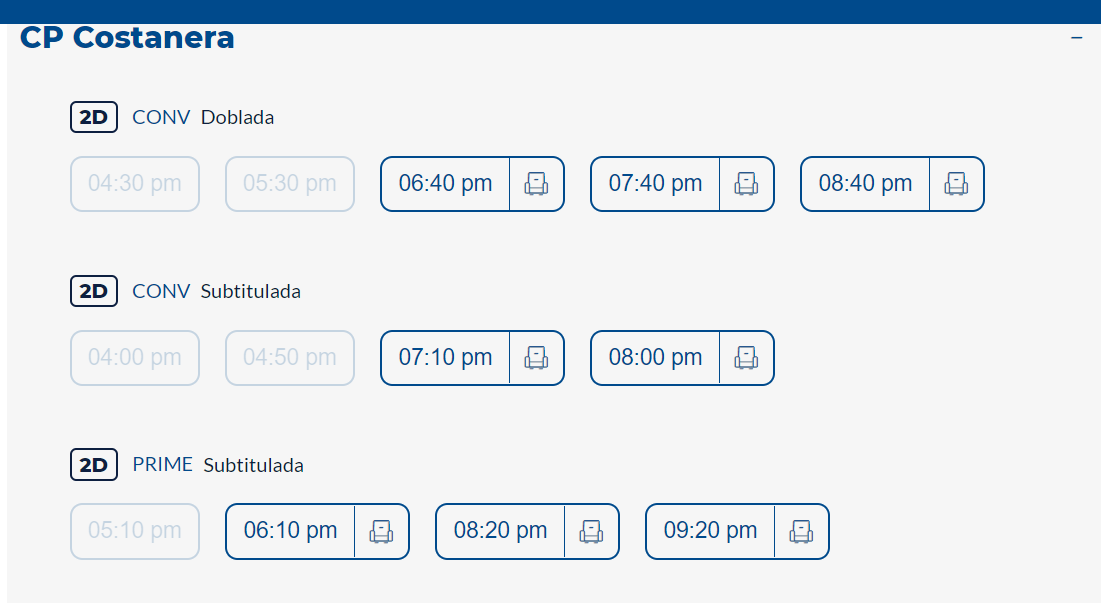 CP Costanera
2D CONV Doblada
04:30 pm 05:30 pm 06:40 pm 07:40 pm 08:40 pm
2D CONV Subtitulada
04:00 pm 04:50 pm 07:10 pm 08:00 pm
2D PRIME Subtitulada
05:10 pm 06:10 pm 08:20 pm 09:20 pm